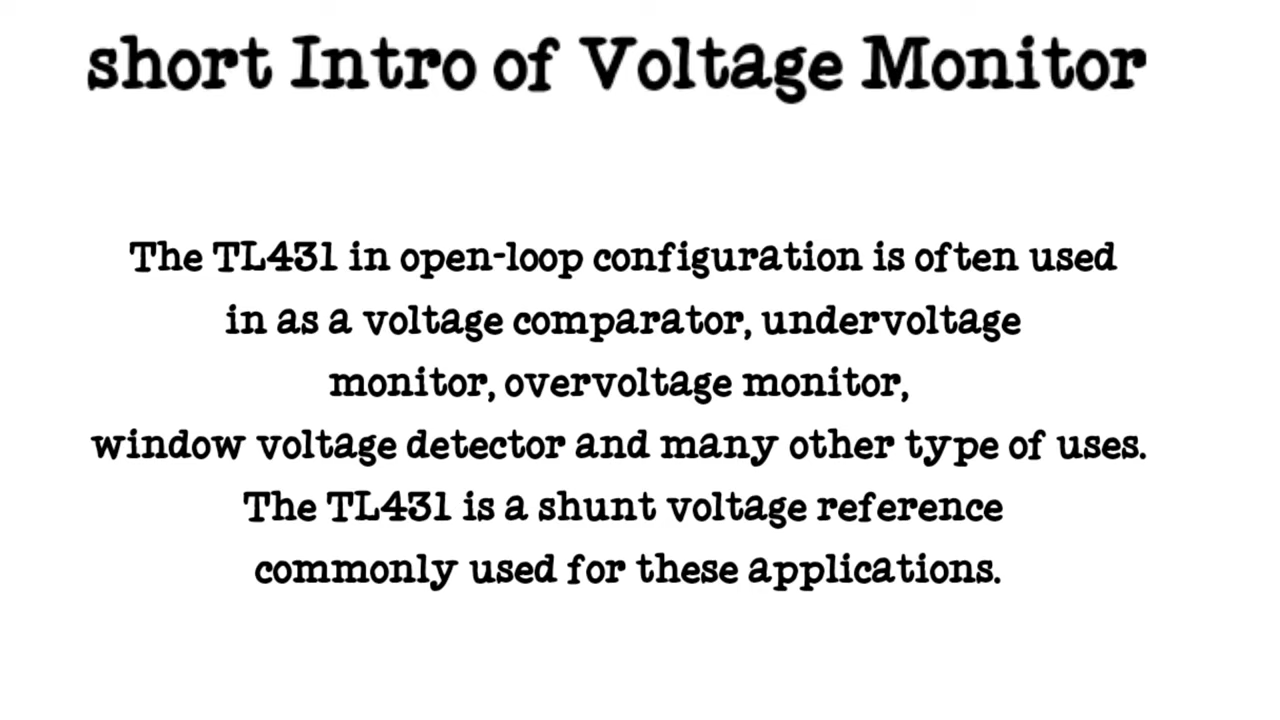 short Intro of Voltage Monitor
The TL431 in open-loop configuration is often used
in as a voltage comparator, undervoltage
monitor, overvoltage monitor,
window voltage detector and many other type of uses.
The TL431 is a shunt voltage reference
commonly used for these applications.